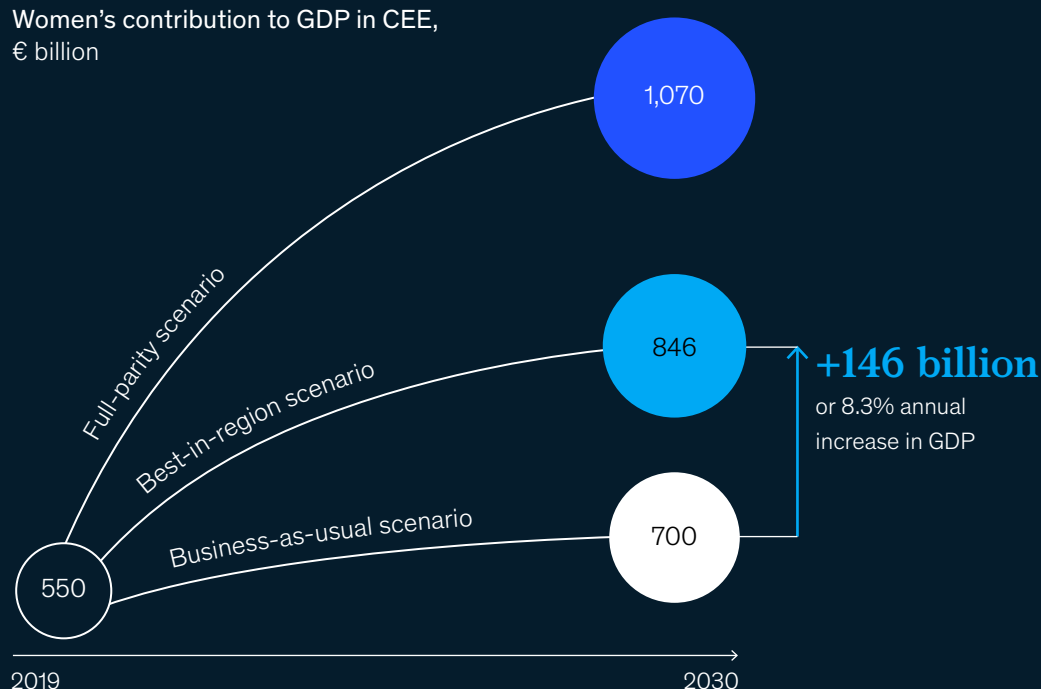 Women’s contribution to GDP in CEE,
€ billion
1,070
Full-parity scenario
846
+146 billion
or 8.3% annual
increase in GDP
Best-in-region scenario
Business-as-usual scenario
700
550
2019
2030